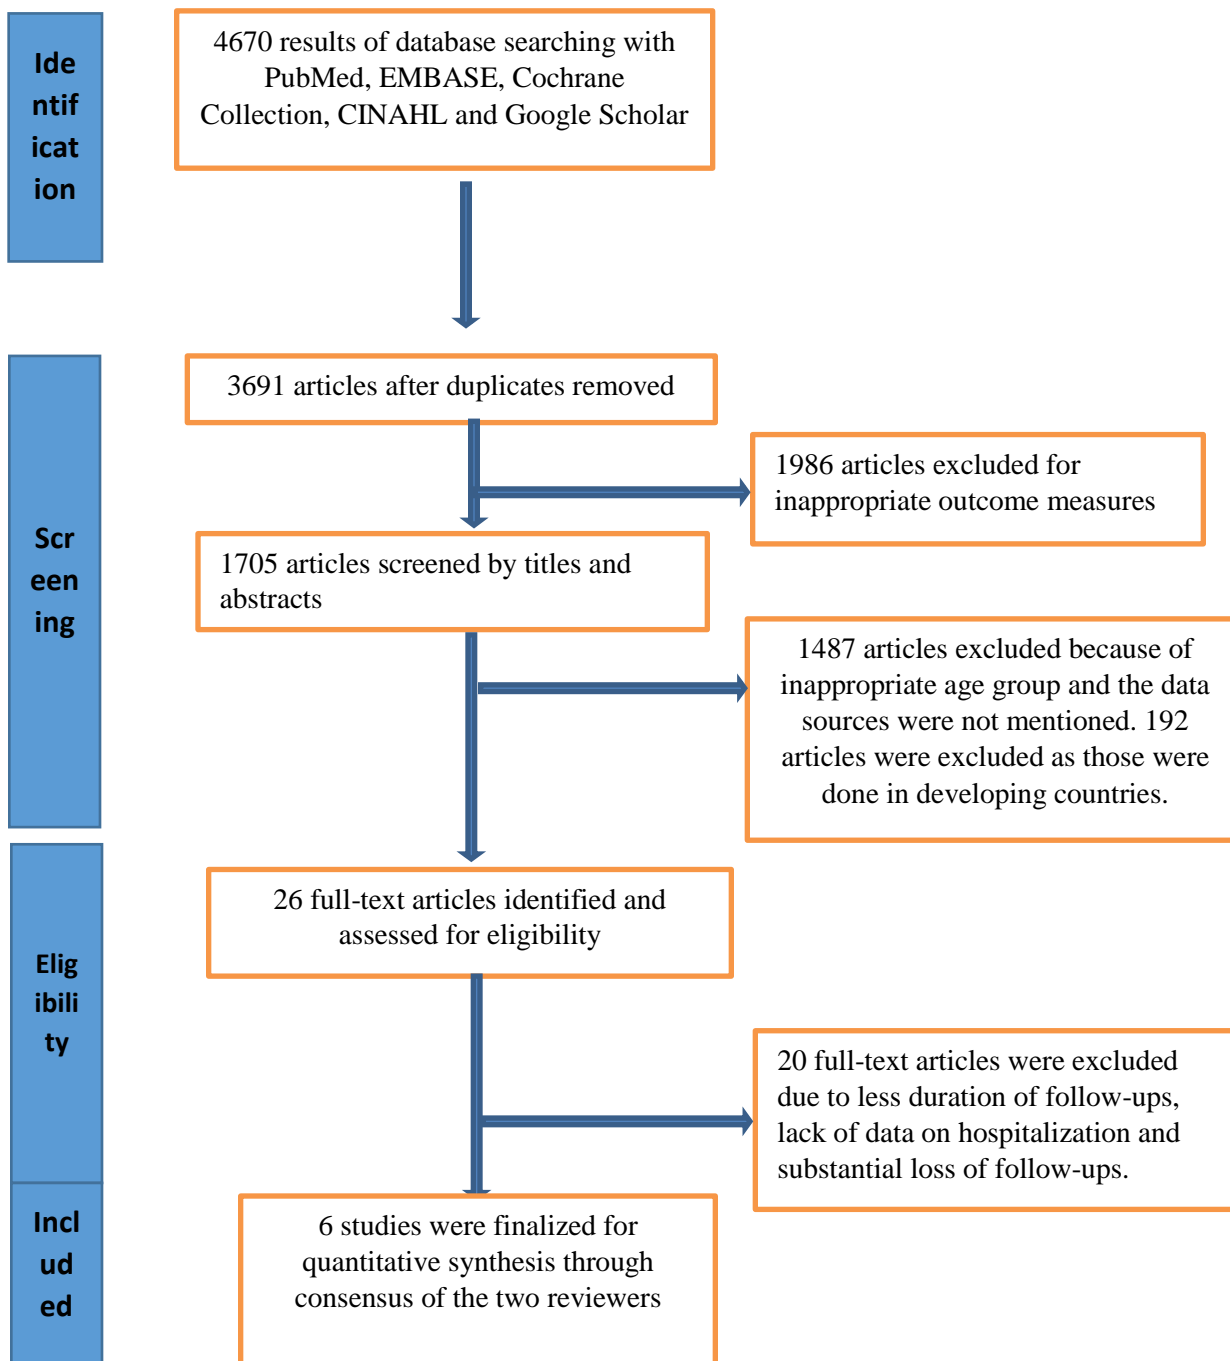 Ide
ntif
icat
ion
4670 results of database searching with
PubMed, EMBASE, Cochrane
Collection, CINAHL and Google Scholar
Scr
een
ing
3691 articles after duplicates removed
1986 articles excluded for
inappropriate outcome measures
1705 articles screened by titles and
abstracts
1487 articles excluded because of
inappropriate age group and the data
sources were not mentioned. 192
articles were excluded as those were
done in developing countries.
Elig
ibili
ty
26 full-text articles identified and
assessed for eligibility
20 full-text articles were excluded
due to less duration of follow-ups,
lack of data on hospitalization and
substantial loss of follow-ups.
Incl
ud
ed
6 studies were finalized for
quantitative synthesis through
consensus of the two reviewers